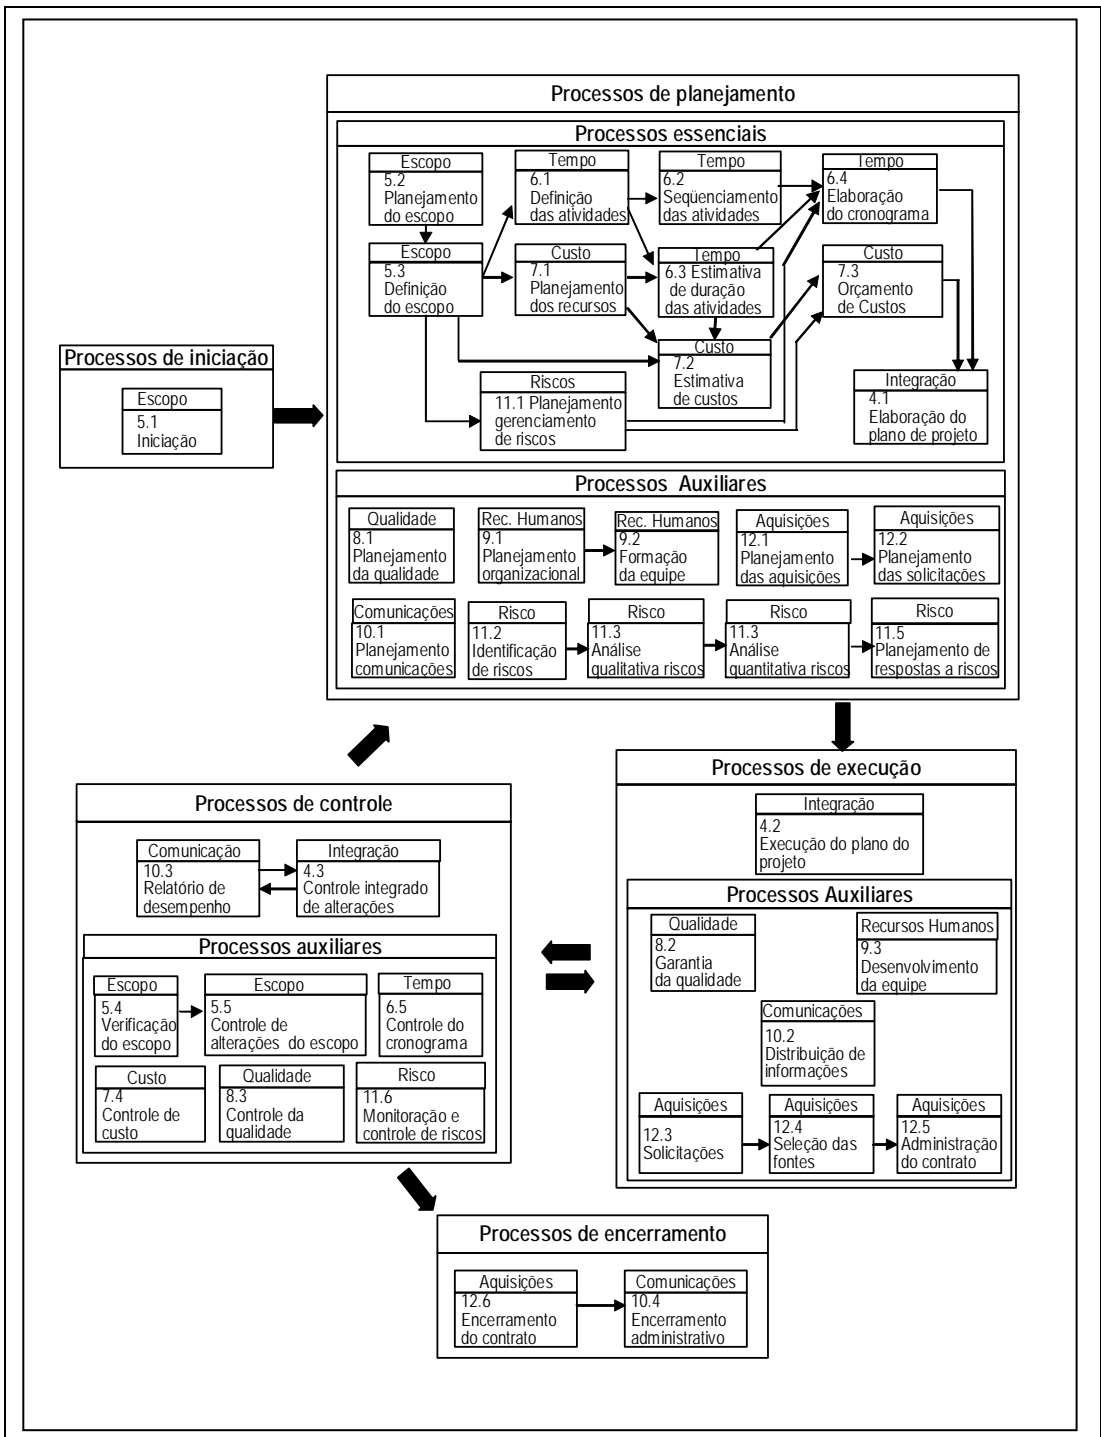 Processos de planejamento
Processos essenciais
Escopo
5.2
Planejamento
do escopo
Tempo
6.1
Definição
das atividades
Tempo
6.2
Seqüenciamento
das atividades
Tempo
6.4
Elaboração
do cronograma
Escopo
5.3
Definição
do escopo
Custo
7.1
Planejamento
dos recursos
Tempo
6.3 Estimativa
de duração
das atividades
Custo
7.3
Orçamento
de Custos
Custo
7.2
Estimativa
de custos
Riscos
11.1 Planejamento
gerenciamento
de riscos
Integração
4.1
Elaboração do
plano de projeto
Processos de iniciação
Escopo
5.1
Iniciação
Processos Auxiliares
Qualidade
8.1
Planejamento
da qualidade
Rec. Humanos
9.1
Planejamento
organizacional
Rec. Humanos
9.2
Formação
da equipe
Aquisições
12.1
Planejamento
das aquisições
Aquisições
12.2
Planejamento
das solicitações
Comunicações
10.1
Planejamento
comunicações
Risco
11.2
Identificação
de riscos
Risco
11.3
Análise
qualitativa riscos
Risco
11.3
Análise
quantitativa riscos
Risco
11.5
Planejamento de
respostas a riscos
Processos de controle
Comunicação
10.3
Relatório de
desempenho
Integração
4.3
Controle integrado
de alterações
Processos auxiliares
Escopo
5.4
Verificação
do escopo
Escopo
5.5
Controle de
alterações do escopo
Tempo
6.5
Controle do
cronograma
Custo
7.4
Controle de
custo
Qualidade
8.3
Controle da
qualidade
Risco
11.6
Monitoração e
controle de riscos
Processos de execução
Integração
4.2
Execução do plano do
projeto
Processos Auxiliares
Qualidade
8.2
Garantia
da qualidade
Recursos Humanos
9.3
Desenvolvimento
da equipe
Comunicações
10.2
Distribuição de
informações
Aquisições
12.3
Solicitações
Aquisições
12.4
Seleção das
fontes
Aquisições
12.5
Administração
do contrato
Processos de encerramento
Aquisições
12.6
Encerramento
do contrato
Comunicações
10.4
Encerramento
administrativo